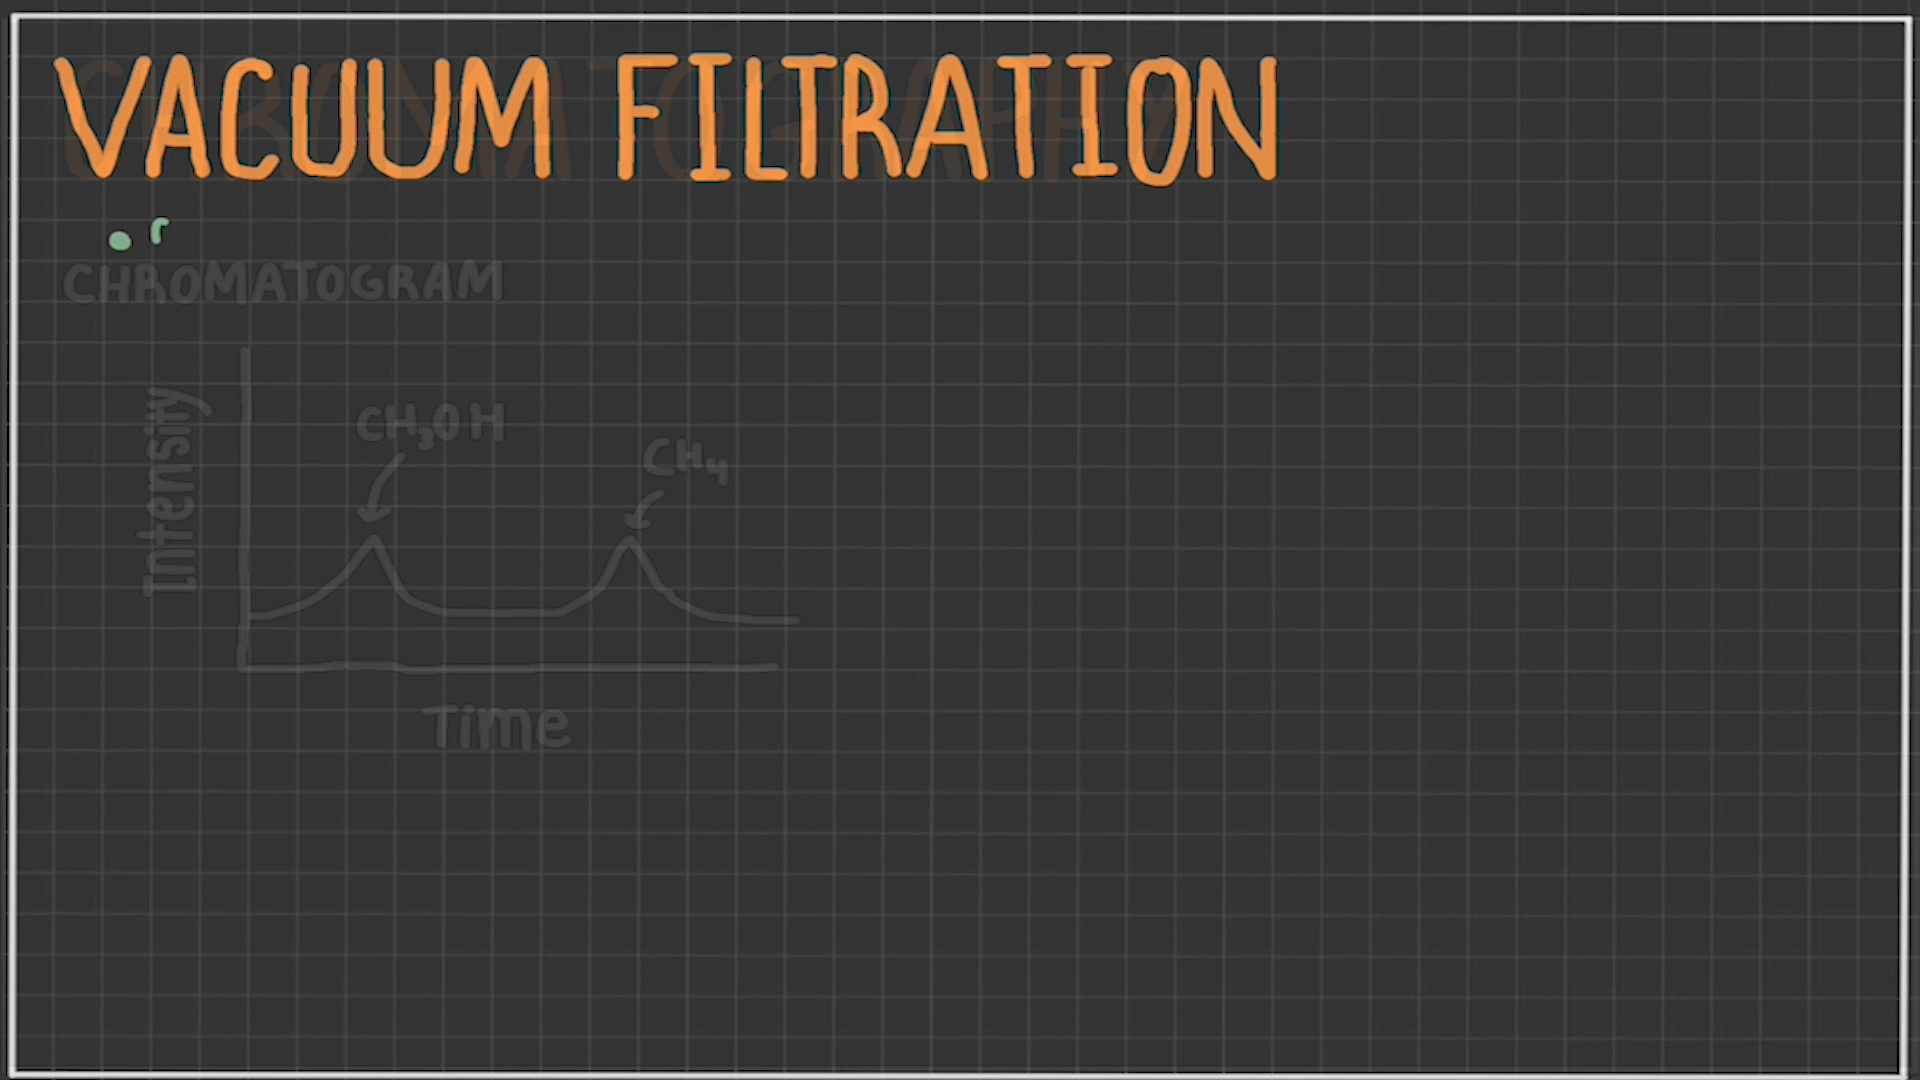 VACUUM FILTRATION
CHROMATOGRAM
Intensity
CH₃OH
CH₄
Time